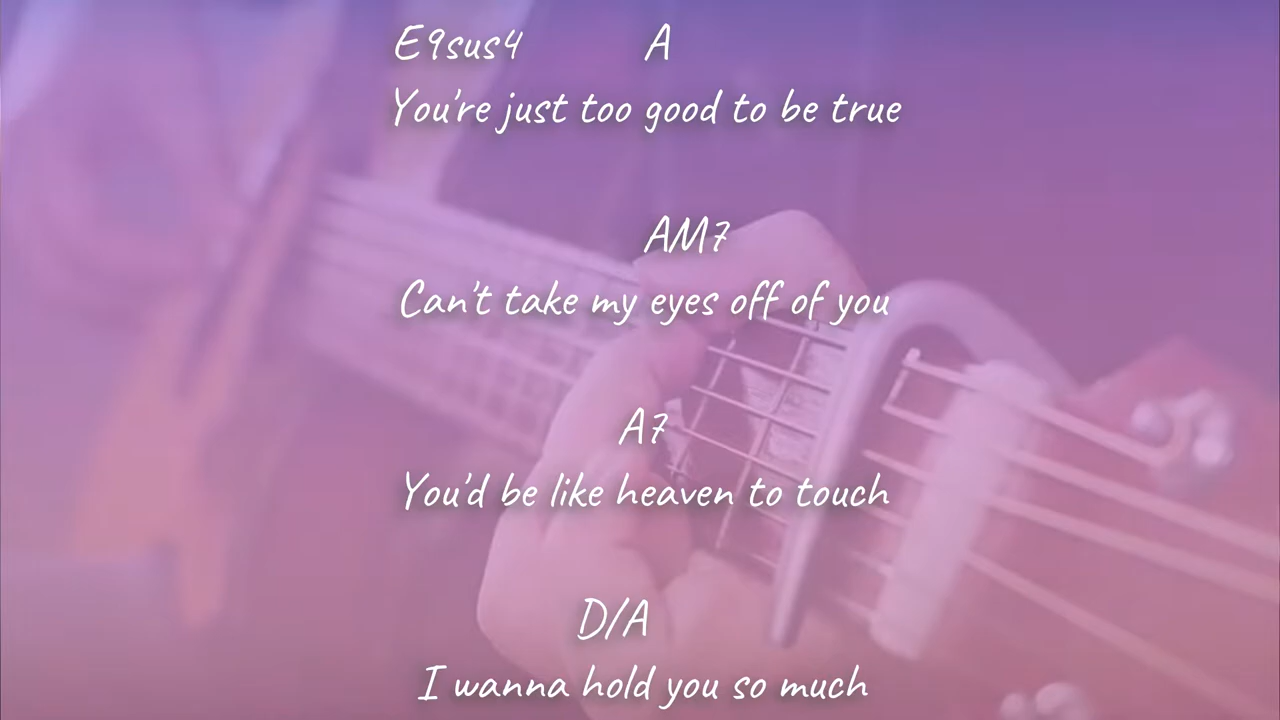 E9sus4 A
You're just too good to be true
AM7
Can't take my eyes off of you
A7
You'd be like heaven to touch
D/A
I wanna hold you so much